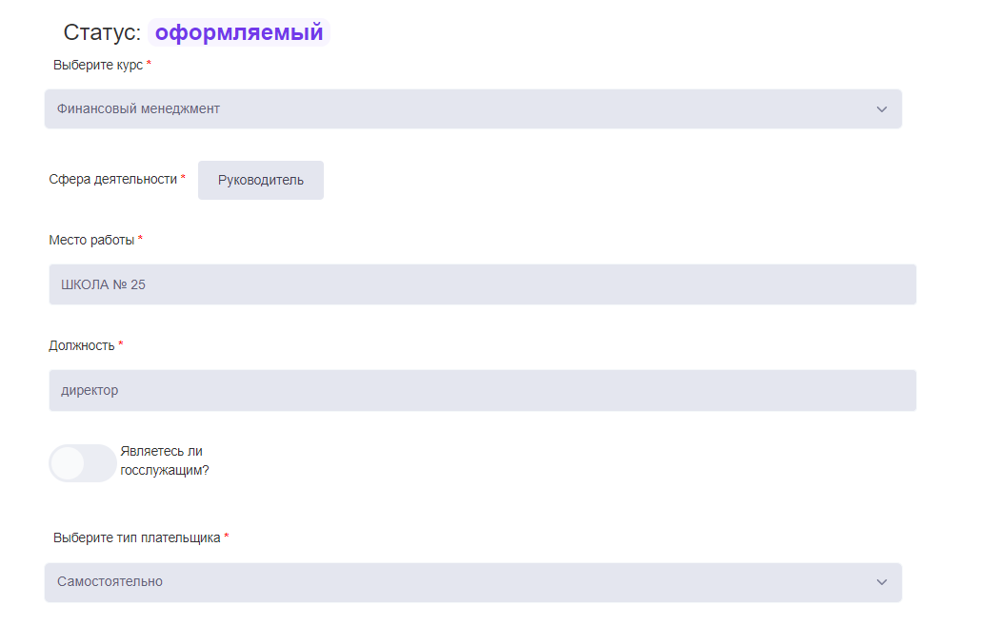 Статус: оформляемый
Выберите курс *
Финансовый менеджмент
Сфера деятельности * Руководитель
Место работы *
ШКОЛА № 25
Должность *
директор
Являетесь ли
госслужащим?
Выберите тип плательщика *
Самостоятельно